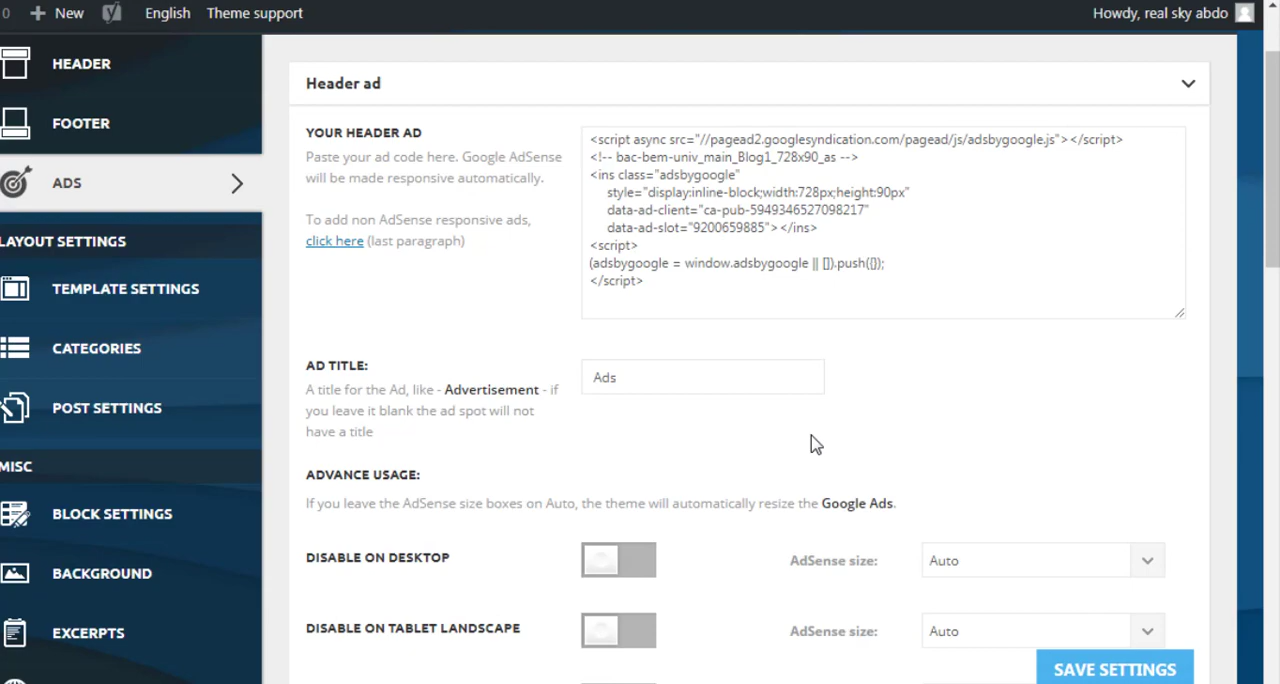 0 New English Theme support Howdy, real sky abdo
HEADER
FOOTER
ADS
LAYOUT SETTINGS
TEMPLATE SETTINGS
CATEGORIES
POST SETTINGS
MISC
BLOCK SETTINGS
BACKGROUND
EXCERPTS
Header ad
YOUR HEADER AD
Paste your ad code here. Google AdSense
will be made responsive automatically.
To add non AdSense responsive ads,
click here (last paragraph)
<script async src="//pagead2.googlesyndication.com/pagead/js/adsbygoogle.js"></script>
<!-- bac-bem-univ_main_Blog1_728x90_as -->
<ins class="adsbygoogle"
style="display:inline-block;width:728px;height:90px"
data-ad-client="ca-pub-5949346527098217"
data-ad-slot="9200659885"></ins>
<script>
(adsbygoogle = window.adsbygoogle || []).push({});
</script>
AD TITLE:
A title for the Ad, like - Advertisement - if
you leave it blank the ad spot will not
have a title
Ads
ADVANCE USAGE:
If you leave the AdSense size boxes on Auto, the theme will automatically resize the Google Ads.
DISABLE ON DESKTOP AdSense size: Auto
DISABLE ON TABLET LANDSCAPE AdSense size: Auto
SAVE SETTINGS